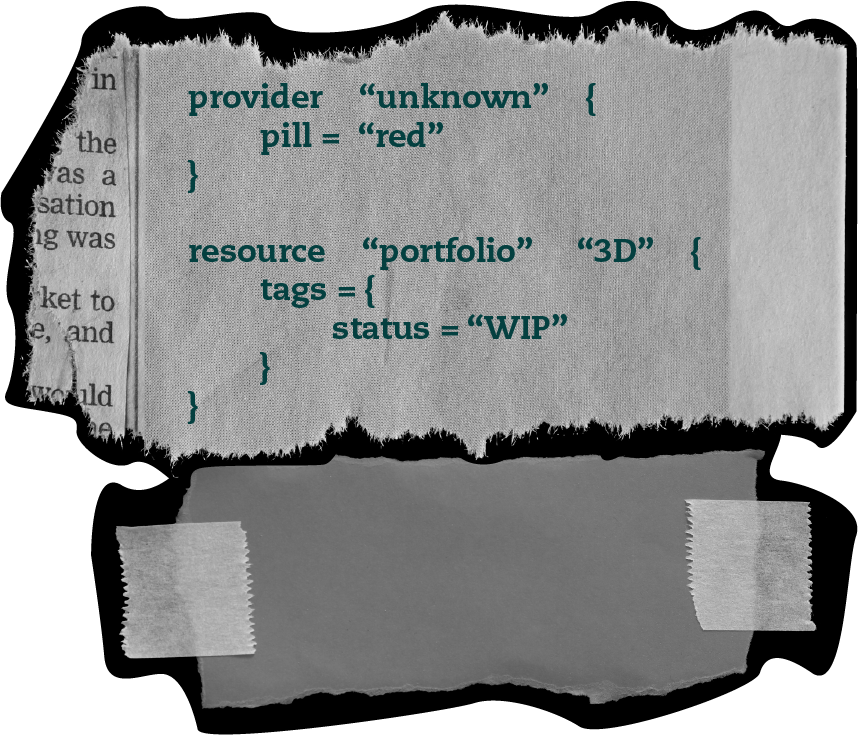 in
the
as a
sation
ng was
ket to
e, and
would
provider “unknown” {
pill = “red”
}
resource “portfolio” “3D” {
tags = {
status = “WIP”
}
}